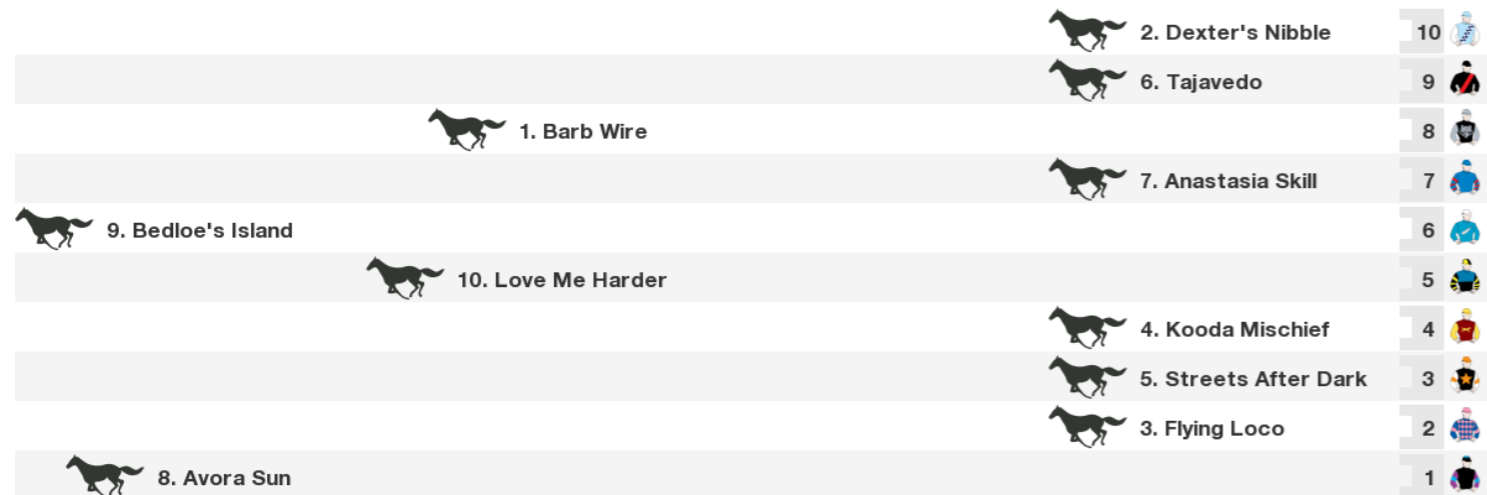 2. Dexter's Nibble 10
6. Tajavedo 9
1. Barb Wire 8
7. Anastasia Skill 7
9. Bedloe's Island 6
10. Love Me Harder 5
4. Kooda Mischief 4
5. Streets After Dark 3
3. Flying Loco 2
8. Avora Sun 1